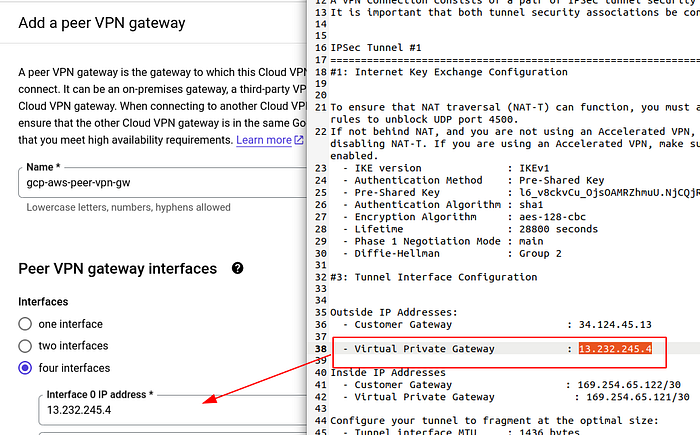 Add a peer VPN gateway
A peer VPN gateway is the gateway to which this Cloud VPN
connect. It can be an on-premises gateway, a third-party VP
Cloud VPN gateway. When connecting to another Cloud VP
ensure that the other Cloud VPN gateway is in the same Go
that you meet high availability requirements. Learn more
Name *
gcp-aws-peer-vpn-gw
Lowercase letters, numbers, hyphens allowed
Peer VPN gateway interfaces
Interfaces
one interface
two interfaces
four interfaces
Interface 0 IP address *
13.232.245.4
12 A VPN Connection consists of a pair of IPSec tunnel security
13 It is important that both tunnel security associations be con
14
15
16 IPSec Tunnel #1
17 ================================================
18 #1: Internet Key Exchange Configuration
19
20
21 To ensure that NAT traversal (NAT-T) can function, you must a
rules to unblock UDP port 4500.
22 If not behind NAT, and you are not using an Accelerated VPN,
disabling NAT-T. If you are using an Accelerated VPN, make su
enabled.
23 - IKE version : IKEv1
24 - Authentication Method : Pre-Shared Key
25 - Pre-Shared Key : l6_v8ckvCu_OjsOAMRZhmuU.NjCQjR
26 - Authentication Algorithm : sha1
27 - Encryption Algorithm : aes-128-cbc
28 - Lifetime : 28800 seconds
29 - Phase 1 Negotiation Mode : main
30 - Diffie-Hellman : Group 2
31
32 #3: Tunnel Interface Configuration
33
34
35 Outside IP Addresses:
36 - Customer Gateway : 34.124.45.13
37
38 - Virtual Private Gateway : 13.232.245.4
39
40 Inside IP Addresses
41 - Customer Gateway : 169.254.65.122/30
42 - Virtual Private Gateway : 169.254.65.121/30
43
44 Configure your tunnel to fragment at the optimal size:
45 - Tunnel interface MTU : 1436 bytes